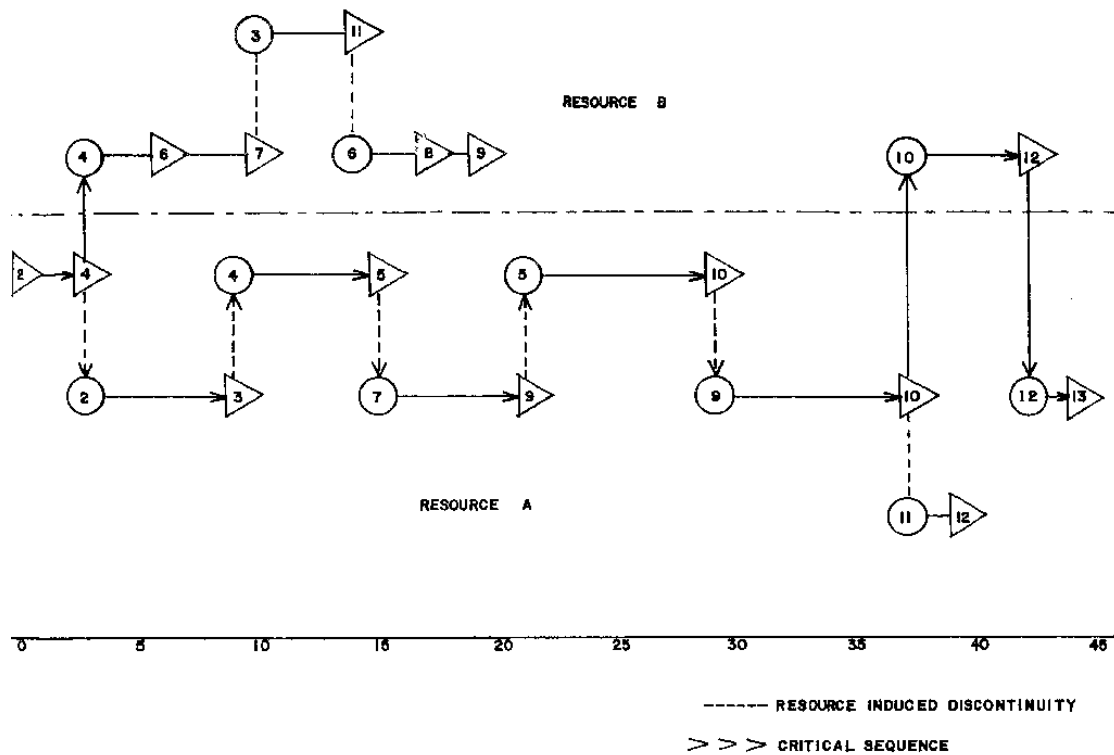 3 11
RESOURCE B
4 6 7 6 8 9 10 12
2 4 4 5 5 10
2 3 7 9 9 10 12 13
RESOURCE A
11 12
0 5 10 15 20 25 30 35 40 45
------ RESOURCE INDUCED DISCONTINUITY
> > > CRITICAL SEQUENCE